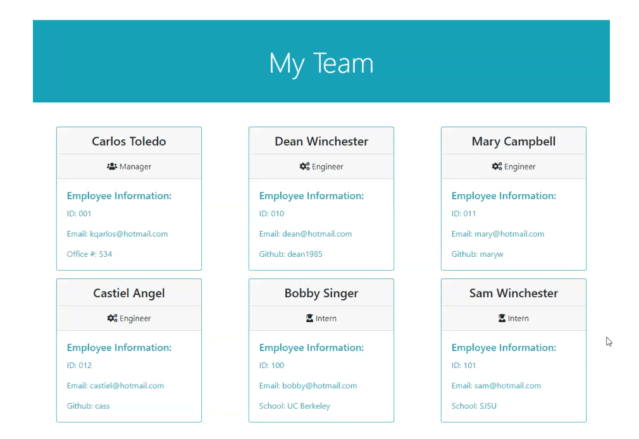 My Team
Carlos Toledo
Manager
Employee Information:
ID: 001
Email: kqarlos@hotmail.com
Office #: 534
Dean Winchester
Engineer
Employee Information:
ID: 010
Email: dean@hotmail.com
Github: dean1985
Mary Campbell
Engineer
Employee Information:
ID: 011
Email: mary@hotmail.com
Github: maryw
Castiel Angel
Engineer
Employee Information:
ID: 012
Email: castiel@hotmail.com
Github: cass
Bobby Singer
Intern
Employee Information:
ID: 100
Email: bobby@hotmail.com
School: UC Berkeley
Sam Winchester
Intern
Employee Information:
ID: 101
Email: sam@hotmail.com
School: SJSU